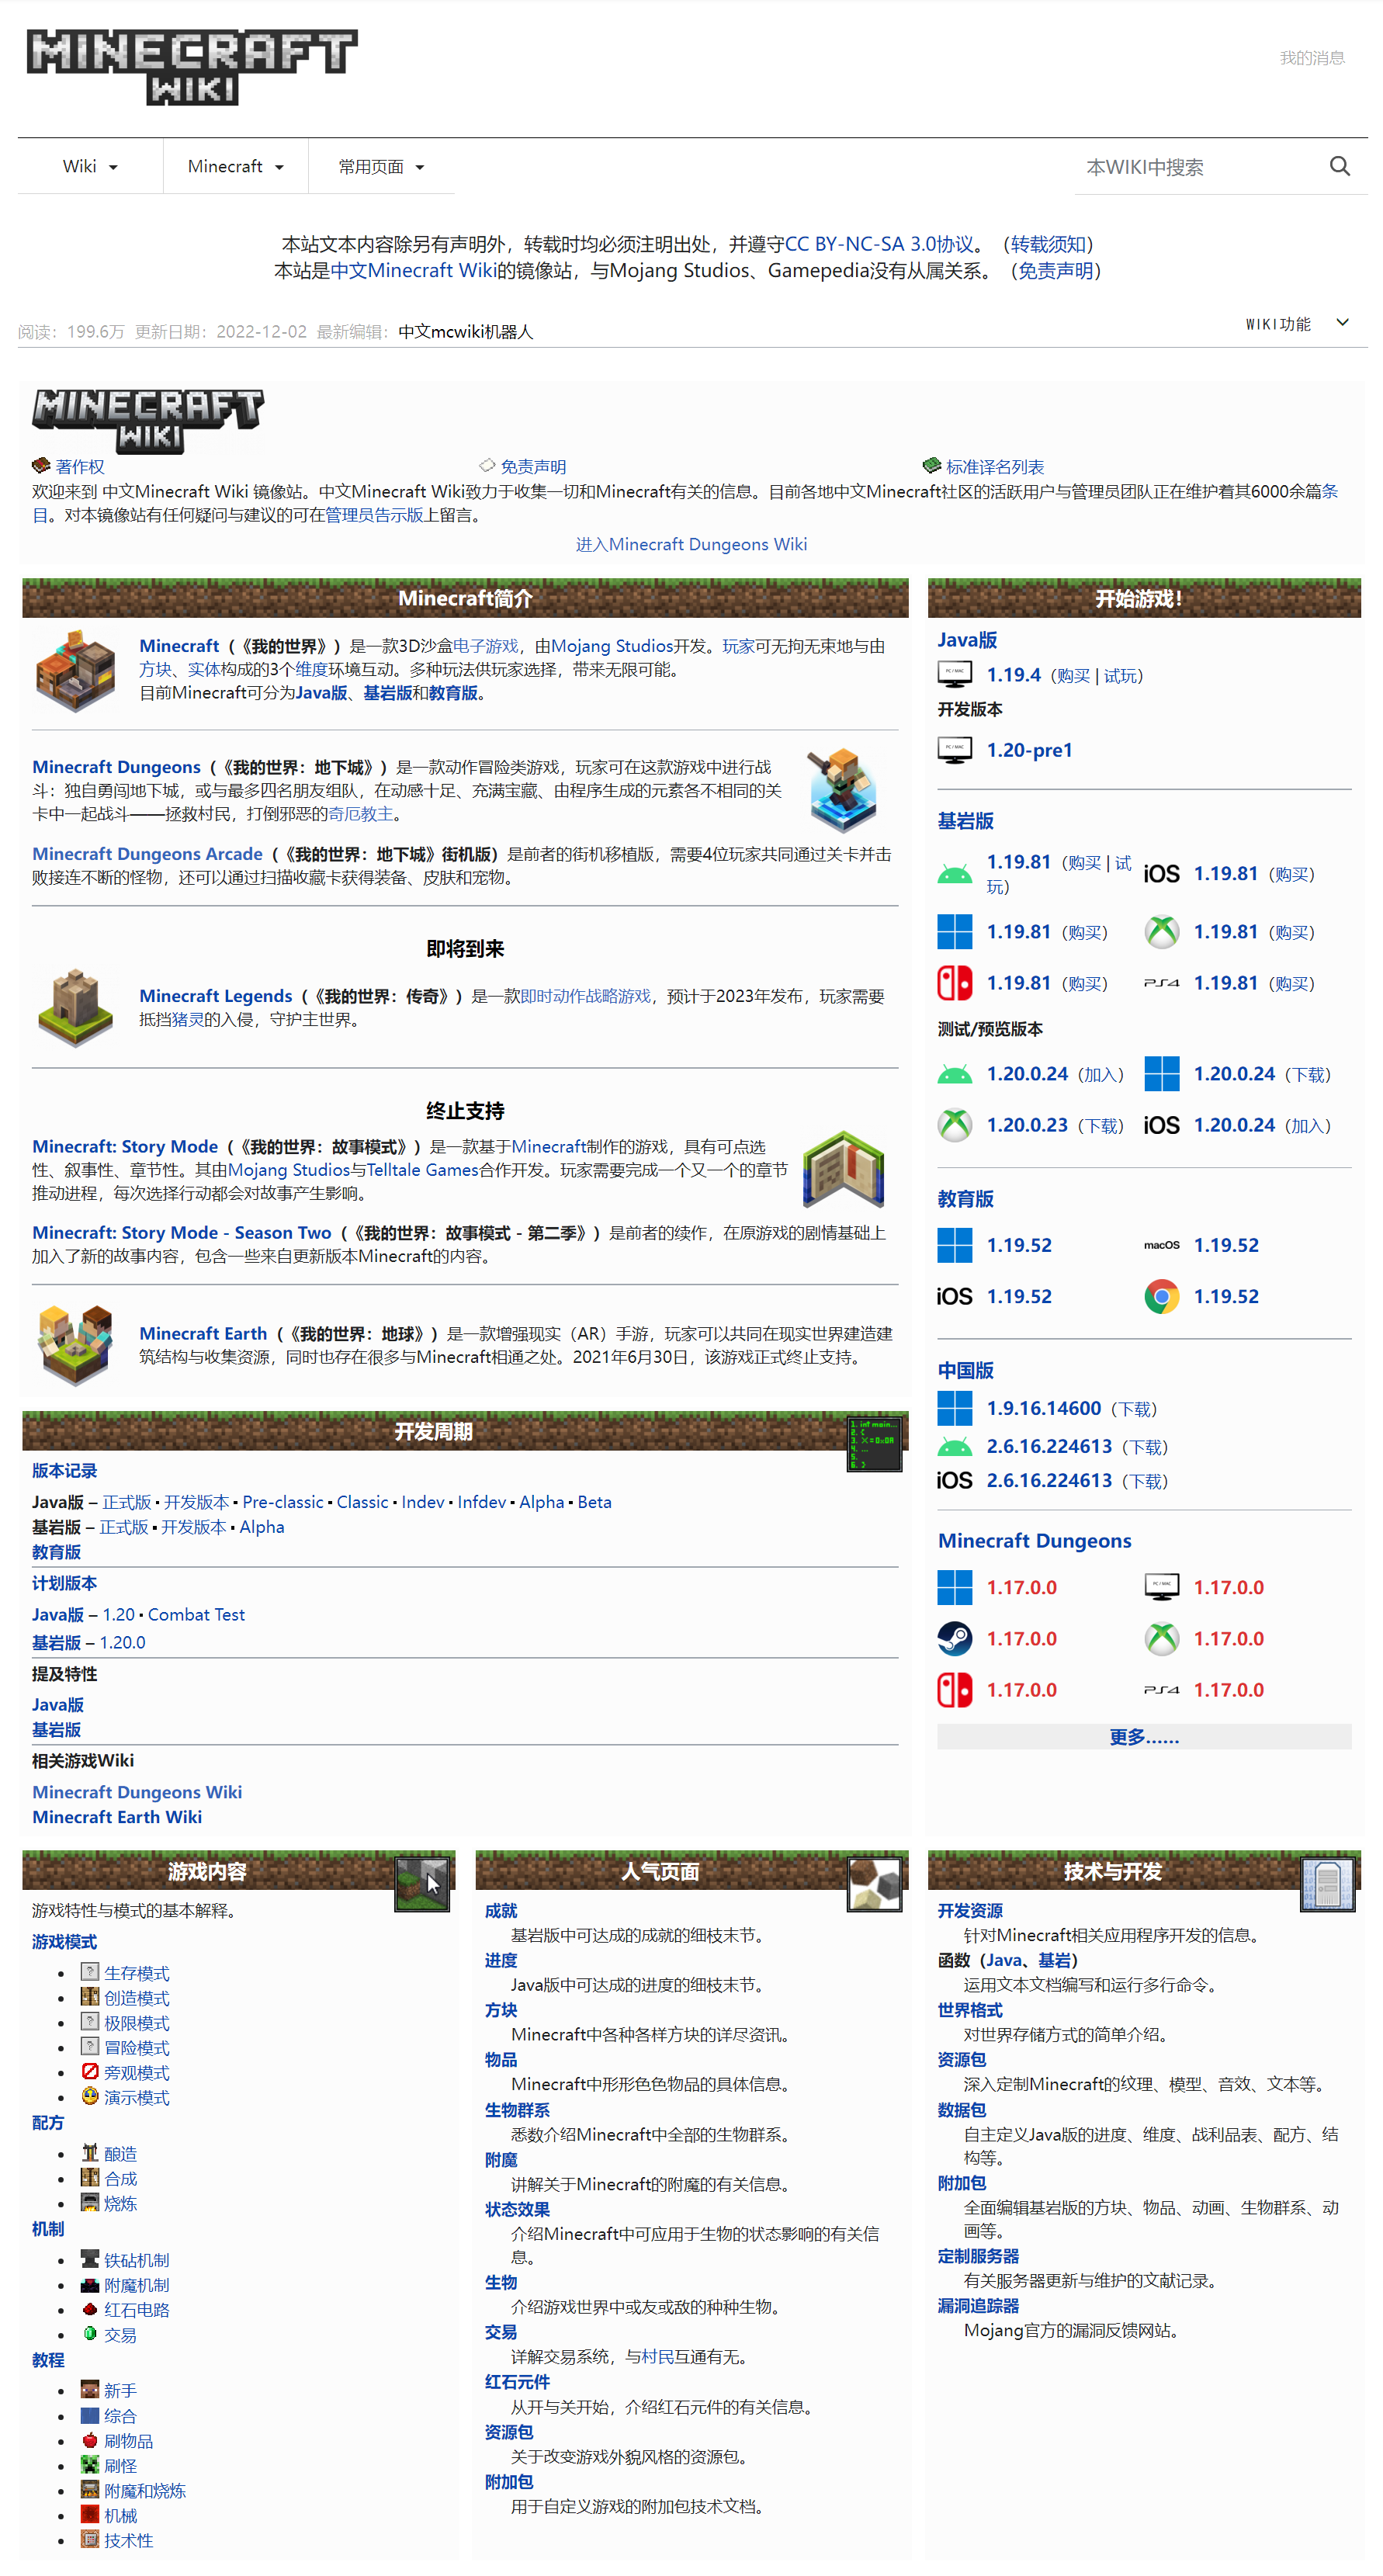 MINECRAFT
WIKI
我的消息
Wiki
Minecraft
常用页面
本WIKI中搜索
本站文本内容除另有声明外，转载时均必须注明出处，并遵守CC BY-NC-SA 3.0协议。（转载须知）
本站是中文Minecraft Wiki的镜像站，与Mojang Studios、Gamepedia没有从属关系。（免责声明）
阅读：199.6万 更新日期：2022-12-02 最新编辑：中文mcwiki机器人
WIKI功能
MINECRAFT
WIKI
著作权
免责声明
标准译名列表
欢迎来到 中文Minecraft Wiki 镜像站。中文Minecraft Wiki致力于收集一切和Minecraft有关的信息。目前各地中文Minecraft社区的活跃用户与管理员团队正在维护着其6000余篇条
目。对本镜像站有任何疑问与建议的可在管理员告示版上留言。
进入Minecraft Dungeons Wiki
Minecraft简介
Minecraft（《我的世界》）是一款3D沙盒电子游戏，由Mojang Studios开发。玩家可无拘无束地与由
方块、实体构成的3个维度环境互动。多种玩法供玩家选择，带来无限可能。
目前Minecraft可分为Java版、基岩版和教育版。
Minecraft Dungeons（《我的世界：地下城》）是一款动作冒险类游戏，玩家可在这款游戏中进行战
斗：独自勇闯地下城，或与最多四名朋友组队，在动感十足、充满宝藏、由程序生成的元素各不相同的关
卡中一起战斗——拯救村民，打倒邪恶的奇厄教主。
Minecraft Dungeons Arcade（《我的世界：地下城》街机版）是前者的街机移植版，需要4位玩家共同通过关卡并击
败接连不断的怪物，还可以通过扫描收藏卡获得装备、皮肤和宠物。
即将到来
Minecraft Legends（《我的世界：传奇》）是一款即时动作战略游戏，预计于2023年发布，玩家需要
抵挡猪灵的入侵，守护主世界。
终止支持
Minecraft: Story Mode（《我的世界：故事模式》）是一款基于Minecraft制作的游戏，具有可点选
性、叙事性、章节性。其由Mojang Studios与Telltale Games合作开发。玩家需要完成一个又一个的章节
推动进程，每次选择行动都会对故事产生影响。
Minecraft: Story Mode - Season Two（《我的世界：故事模式 - 第二季》）是前者的续作，在原游戏的剧情基础上
加入了新的故事内容，包含一些来自更新版本Minecraft的内容。
Minecraft Earth（《我的世界：地球》）是一款增强现实（AR）手游，玩家可以共同在现实世界建造建
筑结构与收集资源，同时也存在很多与Minecraft相通之处。2021年6月30日，该游戏正式终止支持。
开始游戏！
Java版
PC / MAC 1.19.4（购买 | 试玩）
开发版本
PC / MAC 1.20-pre1
基岩版
1.19.81（购买 | 试
玩）
iOS 1.19.81（购买）
1.19.81（购买）
1.19.81（购买）
1.19.81（购买）
PS4 1.19.81（购买）
测试/预览版本
1.20.0.24（加入）
1.20.0.24（下载）
1.20.0.23（下载）
iOS 1.20.0.24（加入）
教育版
1.19.52
macOS 1.19.52
iOS 1.19.52
1.19.52
中国版
1.9.16.14600（下载）
2.6.16.224613（下载）
iOS 2.6.16.224613（下载）
Minecraft Dungeons
1.17.0.0
PC / MAC 1.17.0.0
1.17.0.0
1.17.0.0
1.17.0.0
PS4 1.17.0.0
更多……
开发周期
1. int main...
2. {
3. X=0x0A
4. ...
5.
6. }
版本记录
Java版 – 正式版 · 开发版本 · Pre-classic · Classic · Indev · Infdev · Alpha · Beta
基岩版 – 正式版 · 开发版本 · Alpha
教育版
计划版本
Java版 – 1.20 · Combat Test
基岩版 – 1.20.0
提及特性
Java版
基岩版
相关游戏Wiki
Minecraft Dungeons Wiki
Minecraft Earth Wiki
游戏内容
游戏特性与模式的基本解释。
游戏模式
• 生存模式
• 创造模式
• 极限模式
• 冒险模式
• 旁观模式
• 演示模式
配方
• 酿造
• 合成
• 烧炼
机制
• 铁砧机制
• 附魔机制
• 红石电路
• 交易
教程
• 新手
• 综合
• 刷物品
• 刷怪
• 附魔和烧炼
• 机械
• 技术性
人气页面
成就
基岩版中可达成的成就的细枝末节。
进度
Java版中可达成的进度的细枝末节。
方块
Minecraft中各种各样方块的详尽资讯。
物品
Minecraft中形形色色物品的具体信息。
生物群系
悉数介绍Minecraft中全部的生物群系。
附魔
讲解关于Minecraft的附魔的有关信息。
状态效果
介绍Minecraft中可应用于生物的状态影响的有关信
息。
生物
介绍游戏世界中或友或敌的种种生物。
交易
详解交易系统，与村民互通有无。
红石元件
从开与关开始，介绍红石元件的有关信息。
资源包
关于改变游戏外貌风格的资源包。
附加包
用于自定义游戏的附加包技术文档。
技术与开发
开发资源
针对Minecraft相关应用程序开发的信息。
函数（Java、基岩）
运用文本文档编写和运行多行命令。
世界格式
对世界存储方式的简单介绍。
资源包
深入定制Minecraft的纹理、模型、音效、文本等。
数据包
自主定义Java版的进度、维度、战利品表、配方、结
构等。
附加包
全面编辑基岩版的方块、物品、动画、生物群系、动
画等。
定制服务器
有关服务器更新与维护的文献记录。
漏洞追踪器
Mojang官方的漏洞反馈网站。